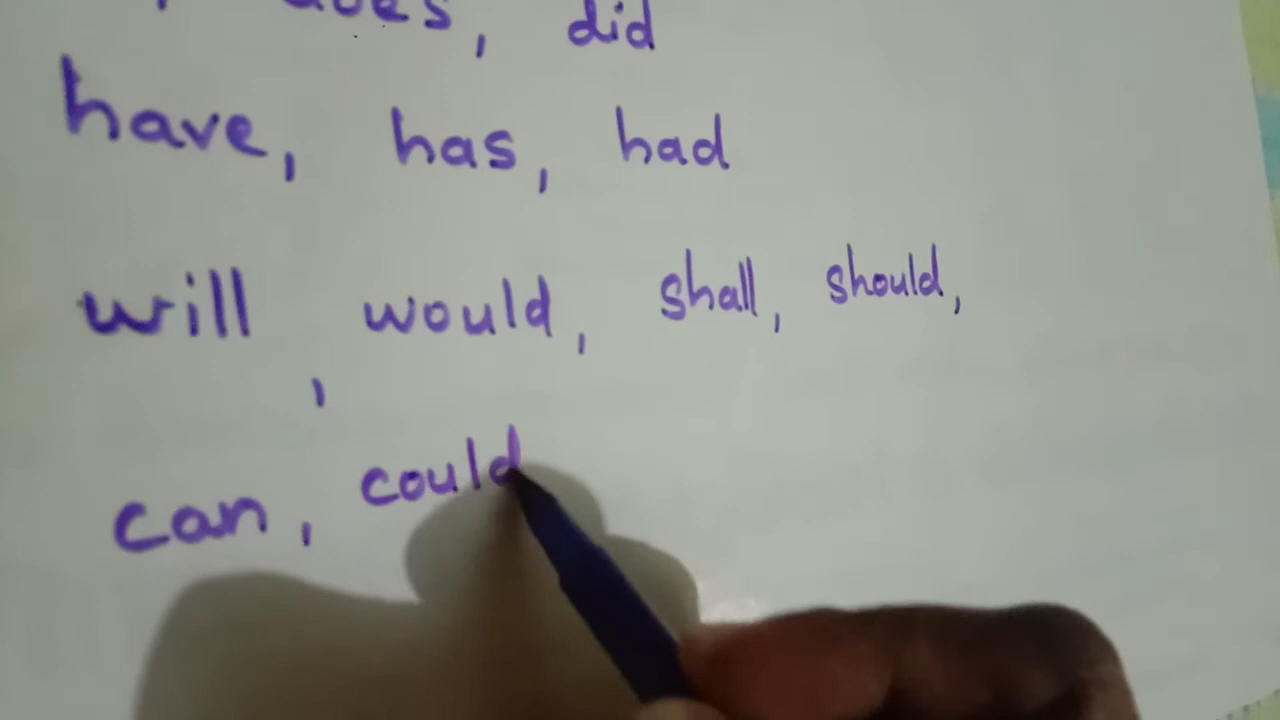 does, did
have, has, had
will, would, shall, should,
can, could